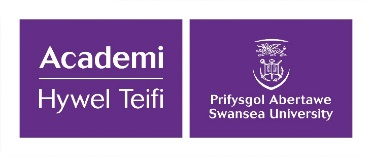 Academi
Hywel Teifi
Prifysgol Abertawe
Swansea University